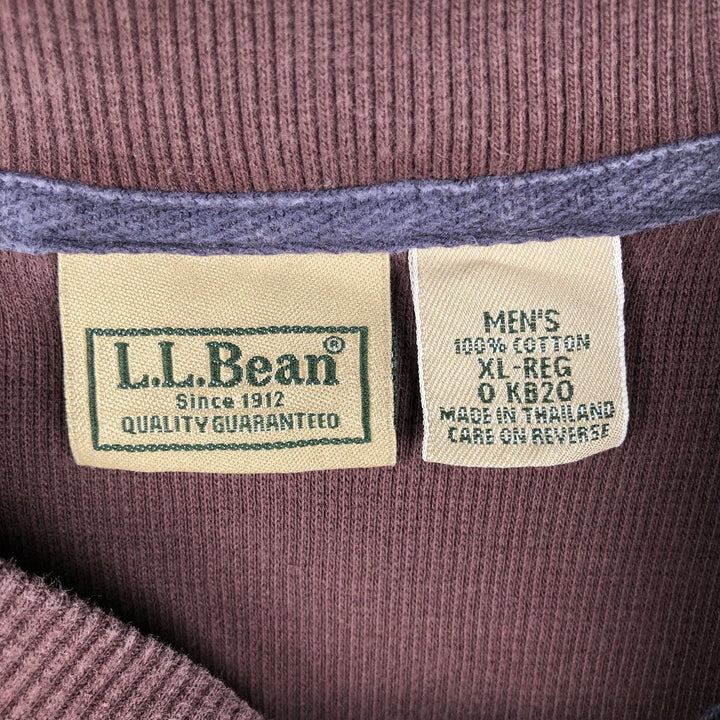 L.L.Bean®
Since 1912
QUALITY GUARANTEED
MEN'S
100% COTTON
XL-REG
0 KB20
MADE IN THAILAND
CARE ON REVERSE